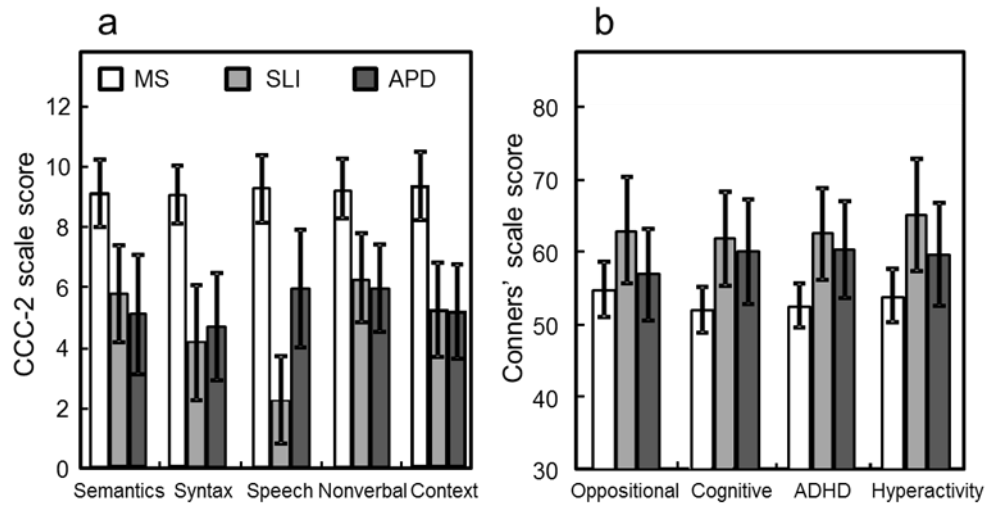 a
MS SLI APD
CCC-2 scale score
12
10
8
6
4
2
0
Semantics Syntax Speech Nonverbal Context
b
Conners' scale score
80
70
60
50
40
30
Oppositional Cognitive ADHD Hyperactivity